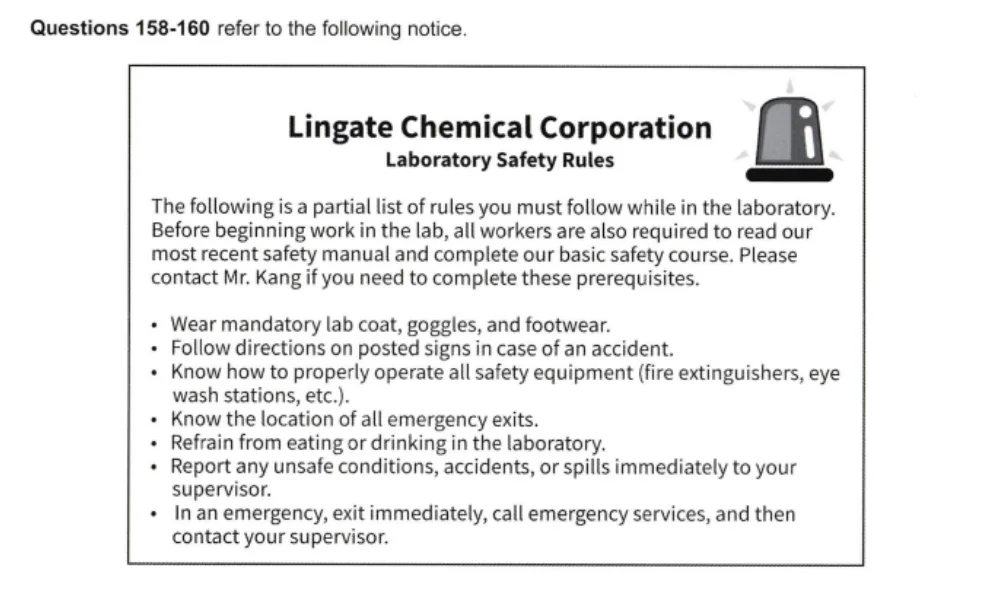 Questions 158-160 refer to the following notice.
Lingate Chemical Corporation
Laboratory Safety Rules
The following is a partial list of rules you must follow while in the laboratory.
Before beginning work in the lab, all workers are also required to read our
most recent safety manual and complete our basic safety course. Please
contact Mr. Kang if you need to complete these prerequisites.
• Wear mandatory lab coat, goggles, and footwear.
• Follow directions on posted signs in case of an accident.
• Know how to properly operate all safety equipment (fire extinguishers, eye
wash stations, etc.).
• Know the location of all emergency exits.
• Refrain from eating or drinking in the laboratory.
• Report any unsafe conditions, accidents, or spills immediately to your
supervisor.
• In an emergency, exit immediately, call emergency services, and then
contact your supervisor.